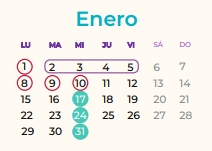 Enero
LU MA MI JU VI SÁ DO
1 2 3 4 5 6 7
8 9 10 11 12 13 14
15 16 17 18 19 20 21
22 23 24 25 26 27 28
29 30 31